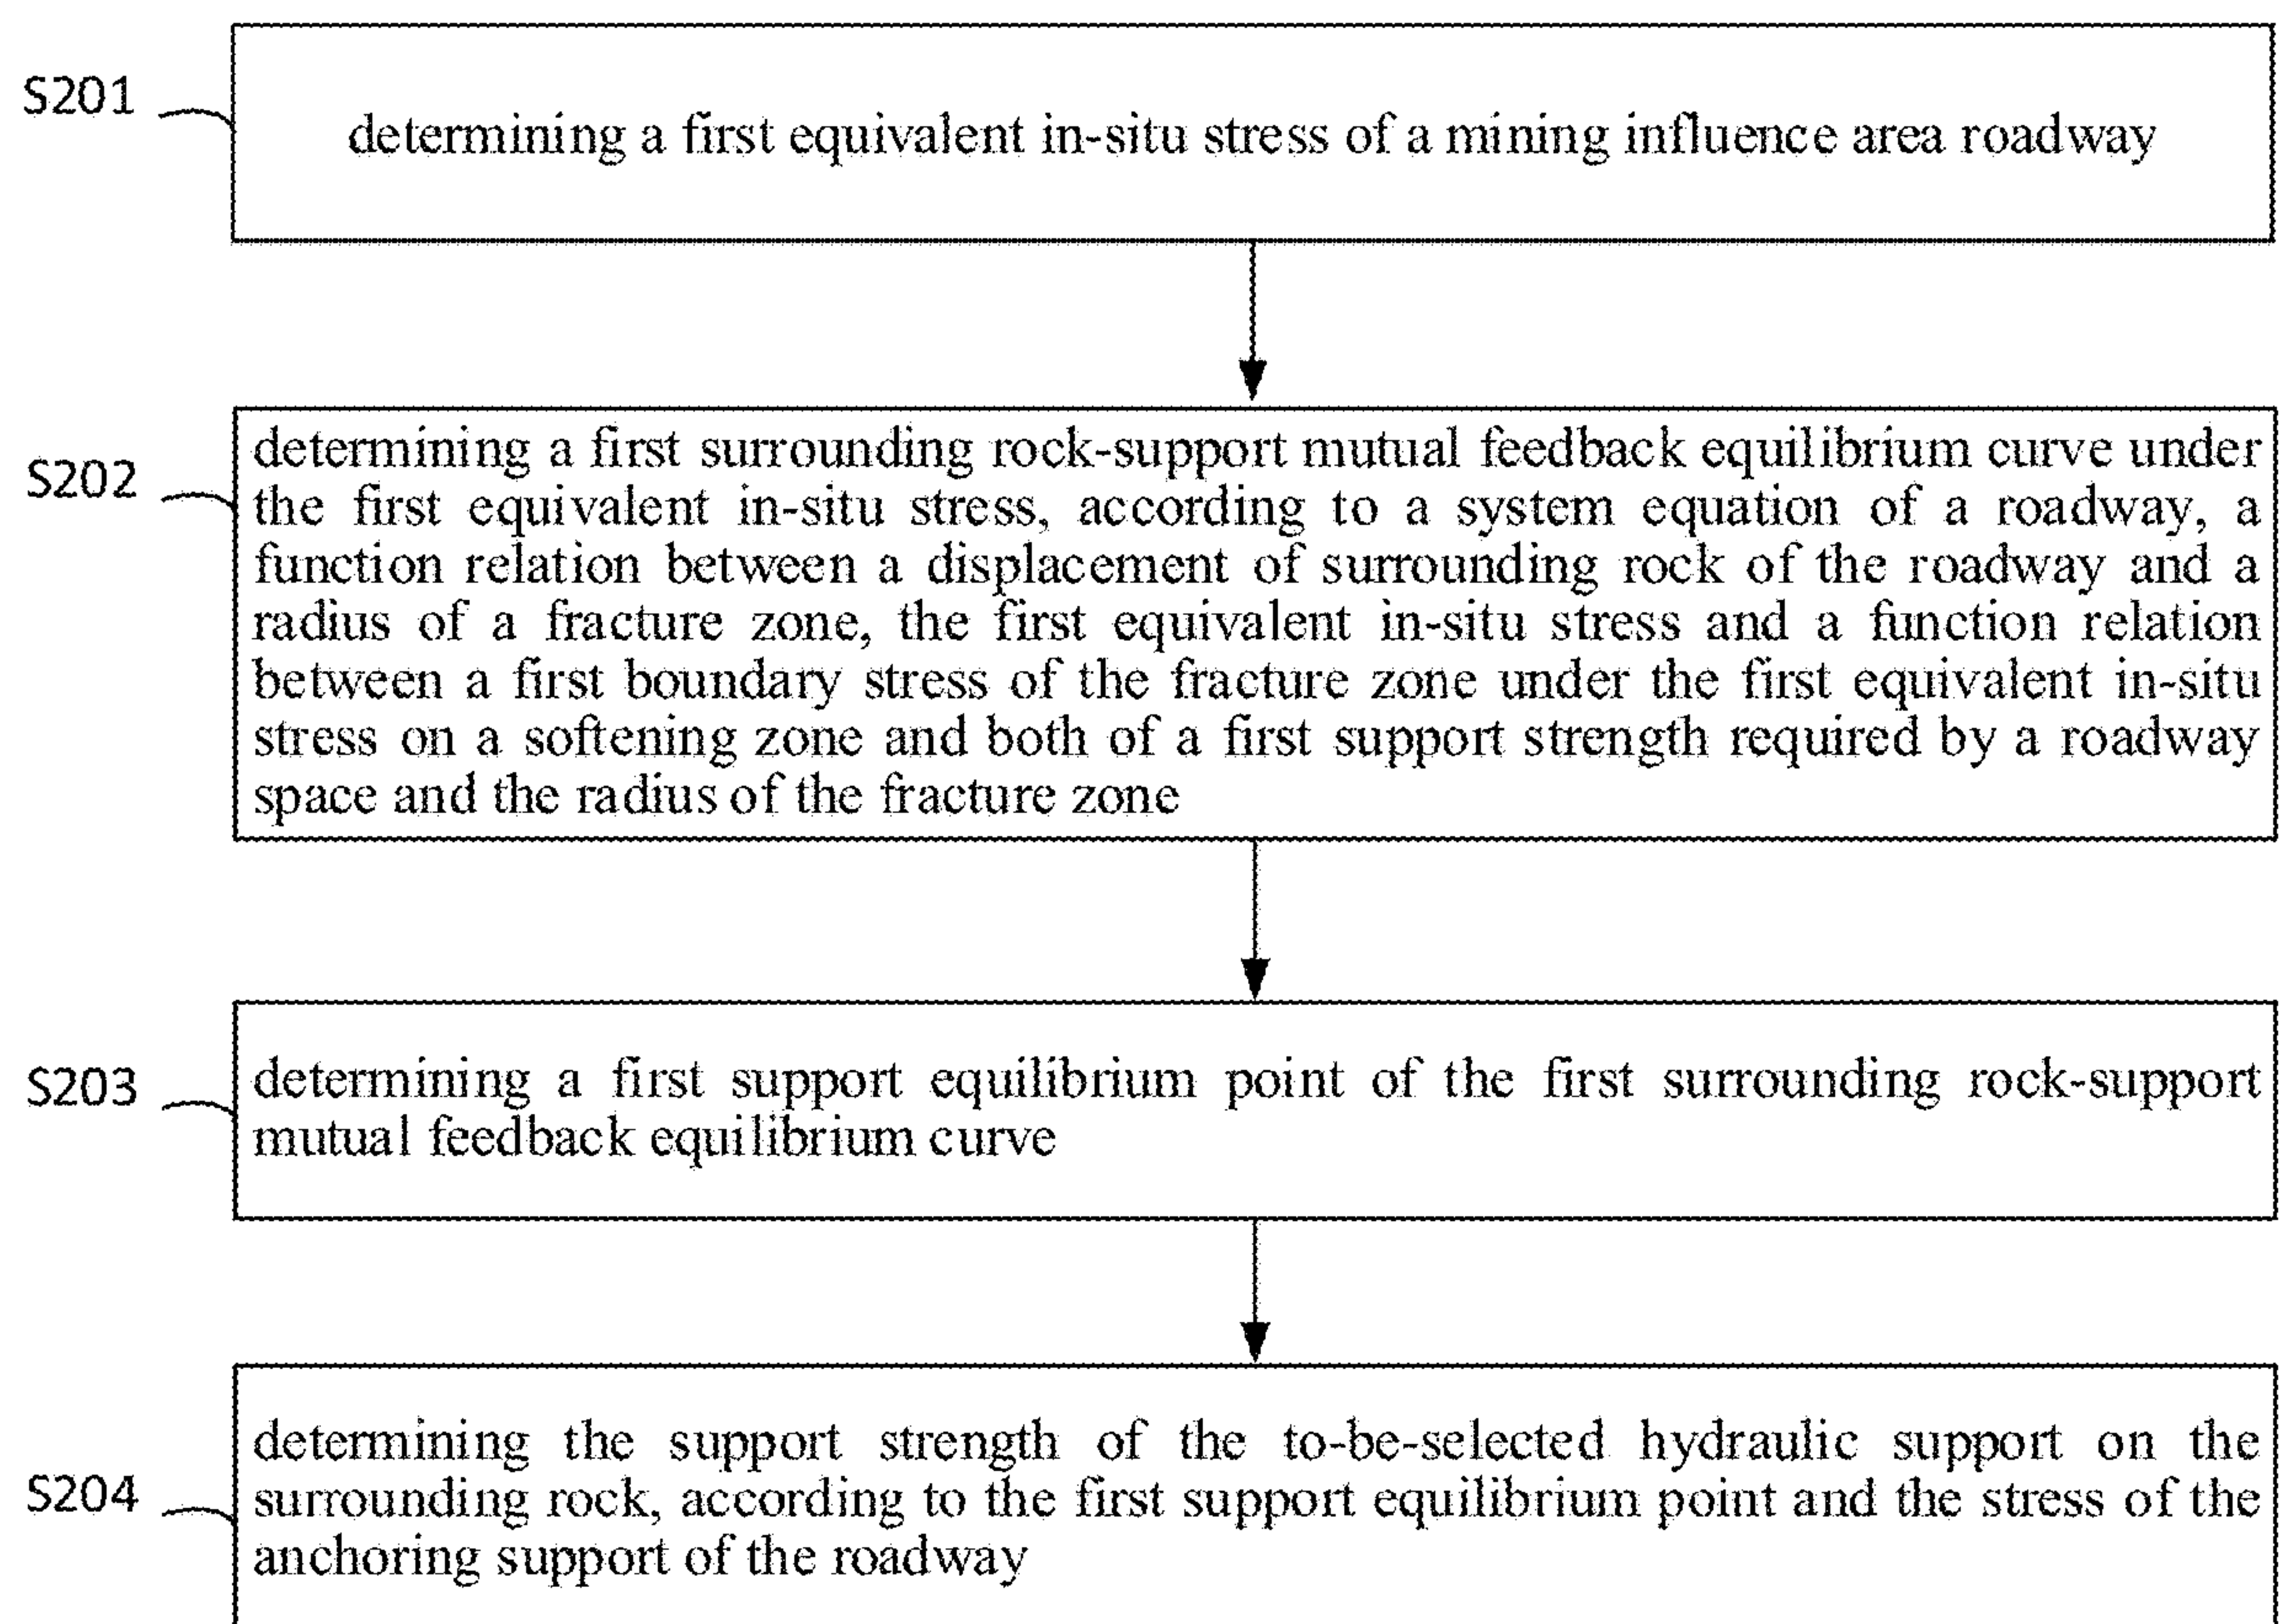 S201
determining a first equivalent in-situ stress of a mining influence area roadway
S202
determining a first surrounding rock-support mutual feedback equilibrium curve under
the first equivalent in-situ stress, according to a system equation of a roadway, a
function relation between a displacement of surrounding rock of the roadway and a
radius of a fracture zone, the first equivalent in-situ stress and a function relation
between a first boundary stress of the fracture zone under the first equivalent in-situ
stress on a softening zone and both of a first support strength required by a roadway
space and the radius of the fracture zone
S203
determining a first support equilibrium point of the first surrounding rock-support
mutual feedback equilibrium curve
S204
determining the support strength of the to-be-selected hydraulic support on the
surrounding rock, according to the first support equilibrium point and the stress of the
anchoring support of the roadway